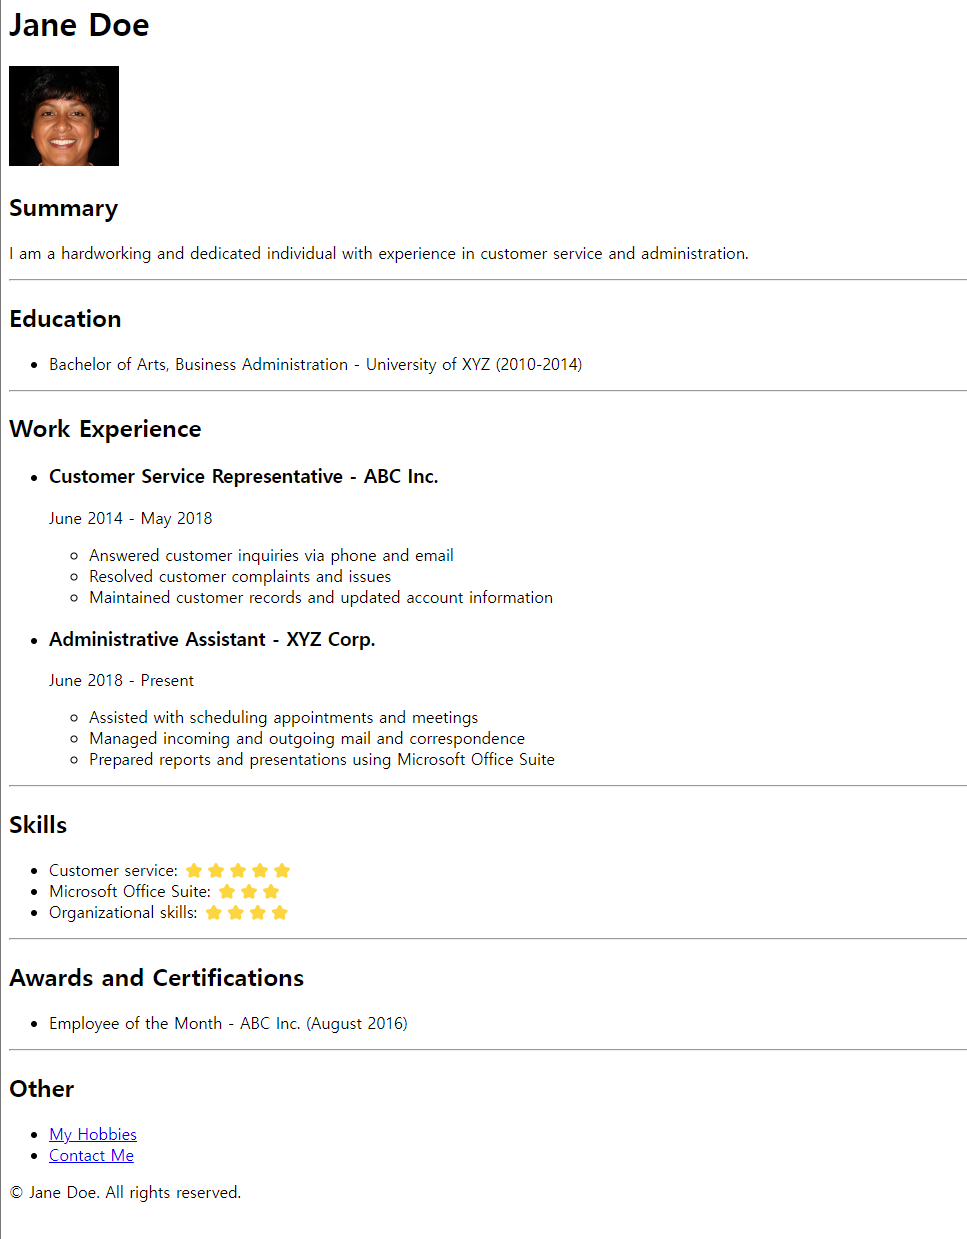 Jane Doe
Summary
I am a hardworking and dedicated individual with experience in customer service and administration.
Education
Bachelor of Arts, Business Administration - University of XYZ (2010-2014)
Work Experience
Customer Service Representative - ABC Inc.
June 2014 - May 2018
Answered customer inquiries via phone and email
Resolved customer complaints and issues
Maintained customer records and updated account information
Administrative Assistant - XYZ Corp.
June 2018 - Present
Assisted with scheduling appointments and meetings
Managed incoming and outgoing mail and correspondence
Prepared reports and presentations using Microsoft Office Suite
Skills
Customer service: ⭐⭐⭐⭐⭐
Microsoft Office Suite: ⭐⭐⭐
Organizational skills: ⭐⭐⭐⭐
Awards and Certifications
Employee of the Month - ABC Inc. (August 2016)
Other
My Hobbies
Contact Me
© Jane Doe. All rights reserved.